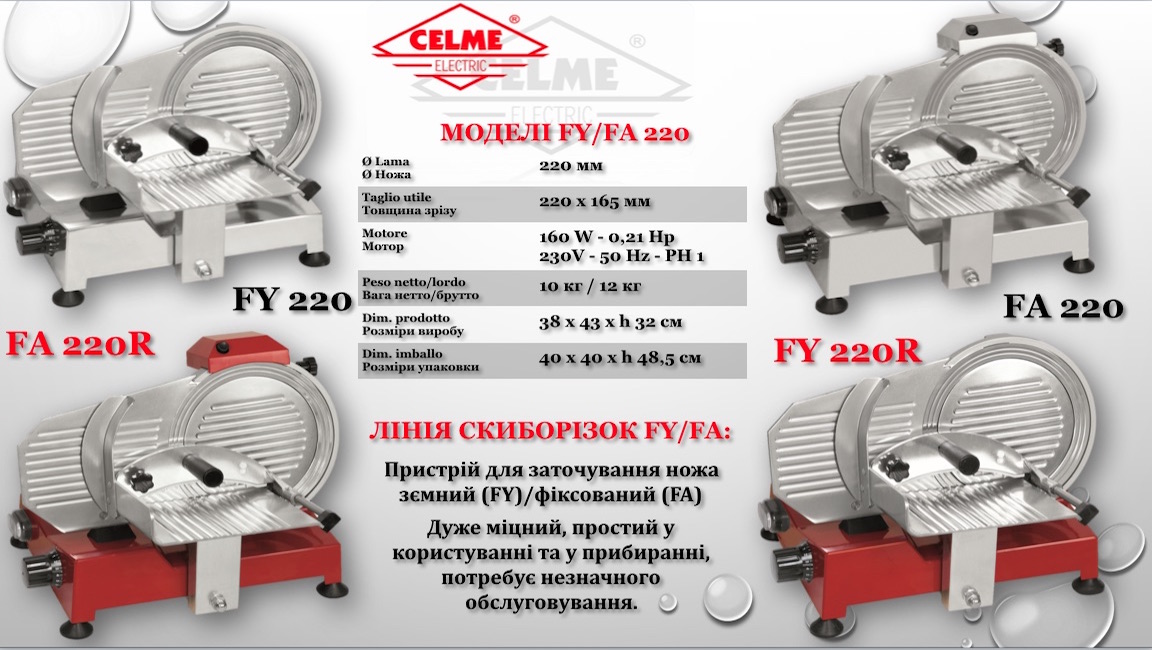 CELME®
ELECTRIC
CELME®
ELECTRIC
МОДЕЛІ FY/FA 220
Ø Lama
Ø Ножа
220 мм
Taglio utile
Товщина зрізу
220 x 165 мм
Motore
Мотор
160 W - 0,21 Hp
230V - 50 Hz - PH 1
Peso netto/lordo
Вага нетто/брутто
10 кг / 12 кг
Dim. prodotto
Розміри виробу
38 x 43 x h 32 см
Dim. imballo
Розміри упаковки
40 x 40 x h 48,5 см
FY 220
FA 220
FA 220R
FY 220R
ЛІНІЯ СКИБОРІЗОК FY/FA:
Пристрій для заточування ножа
зємний (FY)/фіксований (FA)
Дуже міцний, простий у
користуванні та у прибиранні,
потребує незначного
обслуговування.